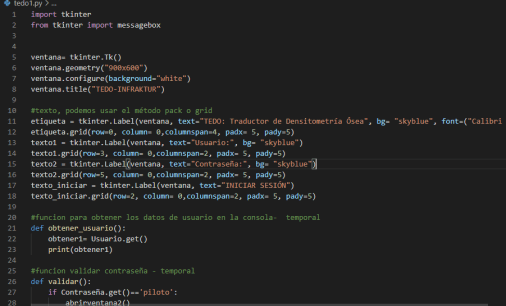 tedo1.py > ...
1 import tkinter
2 from tkinter import messagebox
3
4
5 ventana= tkinter.Tk()
6 ventana.geometry("900x600")
7 ventana.configure(background="white")
8 ventana.title("TEDO-INFRAKTUR")
9
10 #texto, podemos usar el método pack o grid
11 etiqueta = tkinter.Label(ventana, text="TEDO: Traductor de Densitometría Ósea", bg= "skyblue", font=("Calibri
12 etiqueta.grid(row=0, column= 0,columnspan=4, padx= 5, pady=5)
13 texto1 = tkinter.Label(ventana, text="Usuario:", bg= "skyblue")
14 texto1.grid(row=3, column= 0,columnspan=2, padx= 5, pady=5)
15 texto2 = tkinter.Label(ventana, text="Contraseña:", bg= "skyblue")
16 texto2.grid(row=5, column= 0,columnspan=2, padx= 5, pady=5)
17 texto_iniciar = tkinter.Label(ventana, text="INICIAR SESIÓN")
18 texto_iniciar.grid(row=2, column= 0,columnspan=2, padx= 5, pady=5)
19
20 #funcion para obtener los datos de usuario en la consola- temporal
21 def obtener_usuario():
22 obtener1= Usuario.get()
23 print(obtener1)
24
25 #funcion validar contraseña - temporal
26 def validar():
27 if Contraseña.get()=='piloto':
28 abrirventana2()